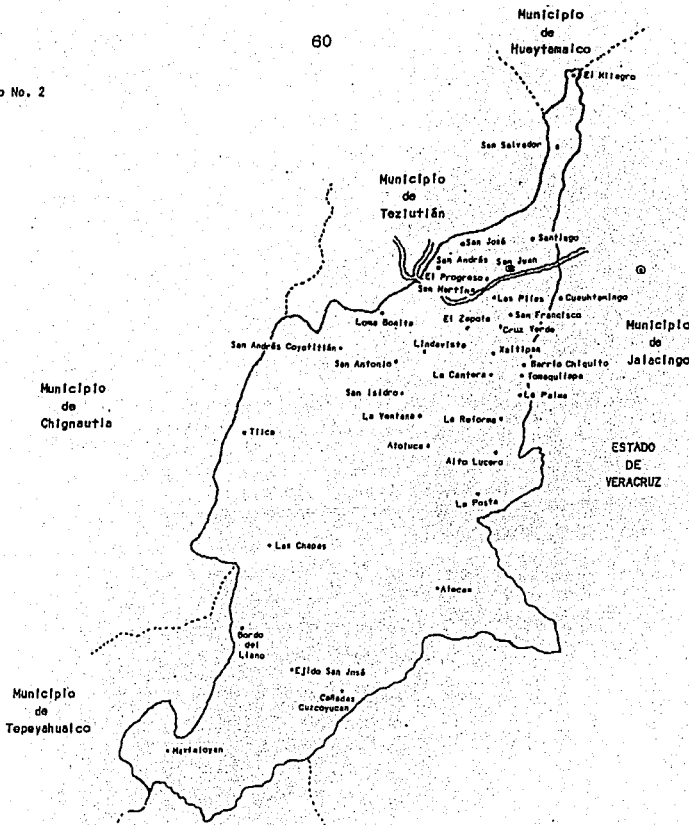 60
o No. 2
Municipio
de
Hueytamalco
El Milagro
San Salvador
Municipio
de
Teziutlán
San José
Santiago
San Andrés
San Juan
El Progreso
San Martín
Las Pilas
Cuauhtamingo
Loma Bonita
San Francisco
El Zapote
Cruz Verde
Municipio
de
Jalacingo
San Andrés Coyotitlán
Lindavista
Xaltipan
San Antonio
Barrio Chiquito
La Cantera
Tomaquilapa
Municipio
de
Chignautla
San Isidro
La Palma
La Ventana
La Reforma
Tilca
Atoluca
Alta Lucero
ESTADO
DE
VERACRUZ
La Posta
Las Chapas
Aloca
Bordo
del
Llano
Ejido San José
Cañadas
Cuzcoyucan
Municipio
de
Tepeyahualco